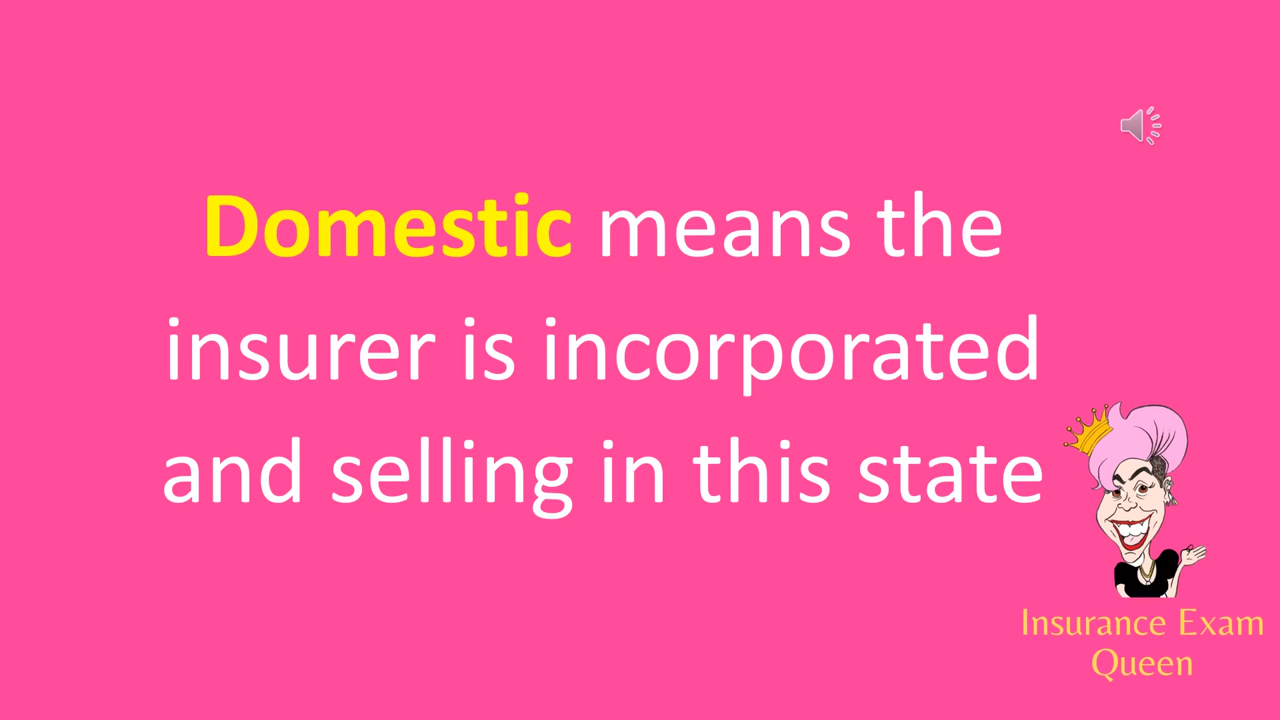 Domestic means the
insurer is incorporated
and selling in this state
Insurance Exam
Queen